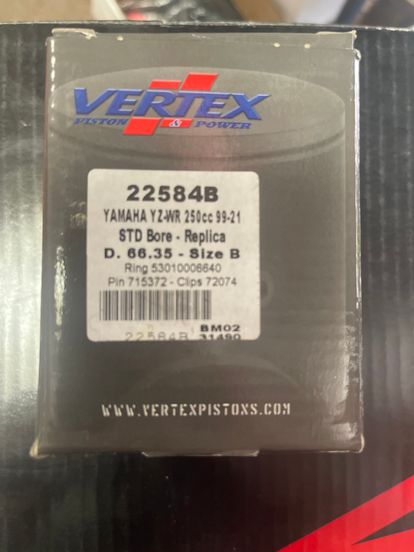 VERTEX
PISTON & POWER
22584B
YAMAHA YZ-WR 250cc 99-21
STD Bore - Replica
D. 66.35 - Size B
Ring 53010006640
Pin 715372 - Clips 72074
BM02
22584B 31490
WWW.VERTEXPISTONS.COM